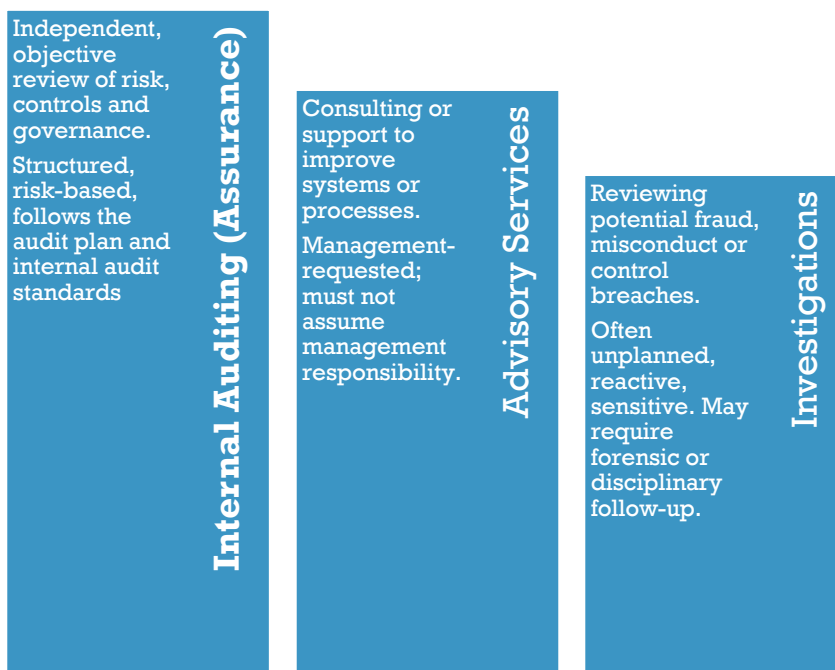 Independent,
objective
review of risk,
controls and
governance.
Structured,
risk-based,
follows the
audit plan and
internal audit
standards
Internal Auditing (Assurance)
Consulting or
support to
improve
systems or
processes.
Management-
requested;
must not
assume
management
responsibility.
Advisory Services
Reviewing
potential fraud,
misconduct or
control
breaches.
Often
unplanned,
reactive,
sensitive. May
require
forensic or
disciplinary
follow-up.
Investigations